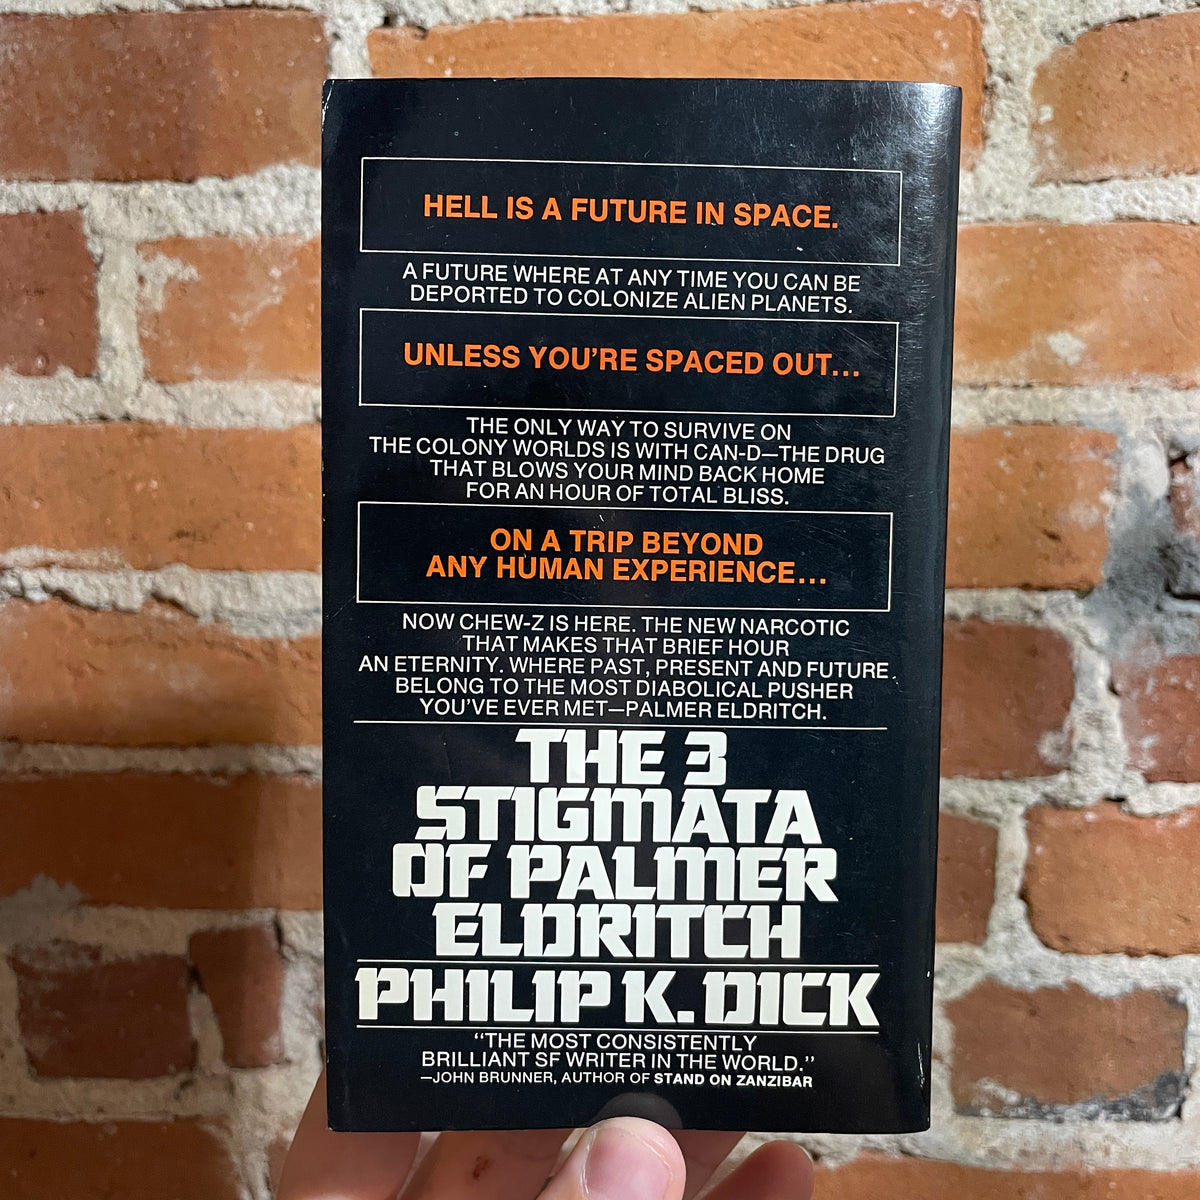 HELL IS A FUTURE IN SPACE.
A FUTURE WHERE AT ANY TIME YOU CAN BE
DEPORTED TO COLONIZE ALIEN PLANETS.
UNLESS YOU'RE SPACED OUT...
THE ONLY WAY TO SURVIVE ON
THE COLONY WORLDS IS WITH CAN-D—THE DRUG
THAT BLOWS YOUR MIND BACK HOME
FOR AN HOUR OF TOTAL BLISS.
ON A TRIP BEYOND
ANY HUMAN EXPERIENCE...
NOW CHEW-Z IS HERE. THE NEW NARCOTIC
THAT MAKES THAT BRIEF HOUR
AN ETERNITY. WHERE PAST, PRESENT AND FUTURE
BELONG TO THE MOST DIABOLICAL PUSHER
YOU'VE EVER MET—PALMER ELDRITCH.
THE 3
STIGMATA
OF PALMER
ELDRITCH
PHILIP K. DICK
"THE MOST CONSISTENTLY
BRILLIANT SF WRITER IN THE WORLD."
—JOHN BRUNNER, AUTHOR OF STAND ON ZANZIBAR